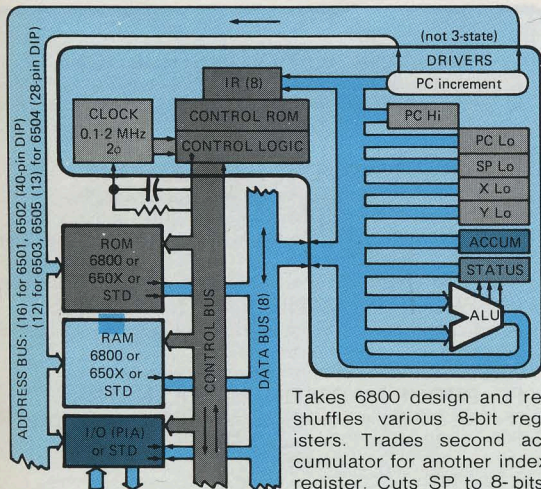 ADDRESS BUS: (16) for 6501, 6502 (40-pin DIP)
(12) for 6503, 6505 (13) for 6504 (28-pin DIP)
(not 3-state)
DRIVERS
PC increment
IR (8)
CONTROL ROM
CONTROL LOGIC
CLOCK
0.1-2 MHz
2ø
PC Hi
PC Lo
SP Lo
X Lo
Y Lo
ACCUM
STATUS
ALU
ROM
6800 or
650X or
STD
RAM
6800 or
650X or
STD
I/O (PIA)
or STD
CONTROL BUS
DATA BUS (8)
Takes 6800 design and re
shuffles various 8-bit reg
isters. Trades second ac
cumulator for another index
register. Cuts SP to 8-bits